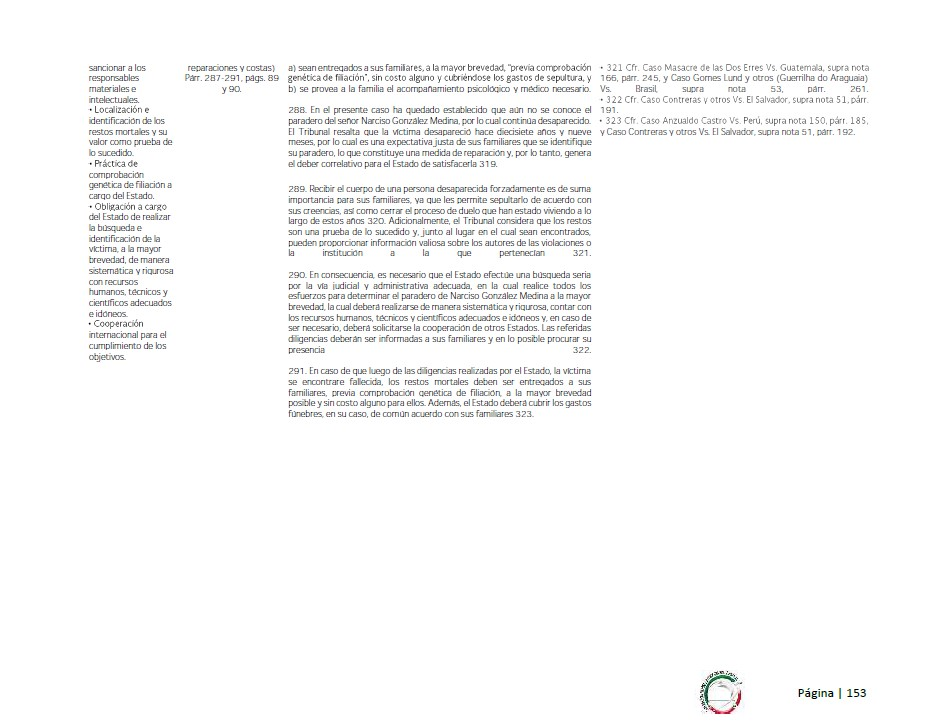 sancionar a los
responsables
materiales e
intelectuales.
• Localización e
identificación de los
restos mortales y su
valor como prueba de
lo sucedido.
• Práctica de
comprobación
genética de filiación a
cargo del Estado.
• Obligación a cargo
del Estado de realizar
la búsqueda e
identificación de la
víctima, a la mayor
brevedad, de manera
sistemática y rigurosa
con recursos
humanos, técnicos y
científicos adecuados
e idóneos.
• Cooperación
internacional para el
cumplimiento de los
objetivos.
reparaciones y costas)
Párr. 287-291, págs. 89
y 90.
a) sean entregados a sus familiares, a la mayor brevedad, "previa comprobación
genética de filiación", sin costo alguno y cubriéndose los gastos de sepultura, y
b) se provea a la familia el acompañamiento psicológico y médico necesario.
288. En el presente caso ha quedado establecido que aún no se conoce el
paradero del señor Narciso González Medina, por lo cual continúa desaparecido.
El Tribunal resalta que la víctima desapareció hace diecisiete años y nueve
meses, por lo cual es una expectativa justa de sus familiares que se identifique
su paradero, lo que constituye una medida de reparación y, por lo tanto, genera
el deber correlativo para el Estado de satisfacerla 319.
289. Recibir el cuerpo de una persona desaparecida forzadamente es de suma
importancia para sus familiares, ya que les permite sepultarlo de acuerdo con
sus creencias, así como cerrar el proceso de duelo que han estado viviendo a lo
largo de estos años 320. Adicionalmente, el Tribunal considera que los restos
son una prueba de lo sucedido y, junto al lugar en el cual sean encontrados,
pueden proporcionar información valiosa sobre los autores de las violaciones o
la institución a la que pertenecían 321.
290. En consecuencia, es necesario que el Estado efectúe una búsqueda seria
por la vía judicial y administrativa adecuada, en la cual realice todos los
esfuerzos para determinar el paradero de Narciso González Medina a la mayor
brevedad, la cual deberá realizarse de manera sistemática y rigurosa, contar con
los recursos humanos, técnicos y científicos adecuados e idóneos y, en caso de
ser necesario, deberá solicitarse la cooperación de otros Estados. Las referidas
diligencias deberán ser informadas a sus familiares y en lo posible procurar su
presencia 322.
291. En caso de que luego de las diligencias realizadas por el Estado, la víctima
se encontrare fallecida, los restos mortales deben ser entregados a sus
familiares, previa comprobación genética de filiación, a la mayor brevedad
posible y sin costo alguno para ellos. Además, el Estado deberá cubrir los gastos
fúnebres, en su caso, de común acuerdo con sus familiares 323.
• 321 Cfr. Caso Masacre de las Dos Erres Vs. Guatemala, supra nota
166, párr. 245, y Caso Gomes Lund y otros (Guerrilha do Araguaia)
Vs. Brasil, supra nota 53, párr. 261.
• 322 Cfr. Caso Contreras y otros Vs. El Salvador, supra nota 51, párr.
191.
• 323 Cfr. Caso Anzualdo Castro Vs. Perú, supra nota 150, párr. 185,
y Caso Contreras y otros Vs. El Salvador, supra nota 51, párr. 192.
Página | 153